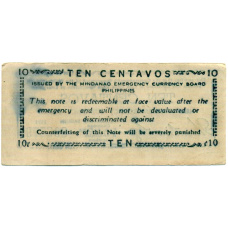 10 TEN CENTAVOS 10
ISSUED BY THE MINDANAO EMERGENCY CURRENCY BOARD
PHILIPPINES
This note is redeemable at face value after the
emergency and will not be devaluated or
discriminated against
Counterfeiting of this Note will be severely punished
10 TEN 10